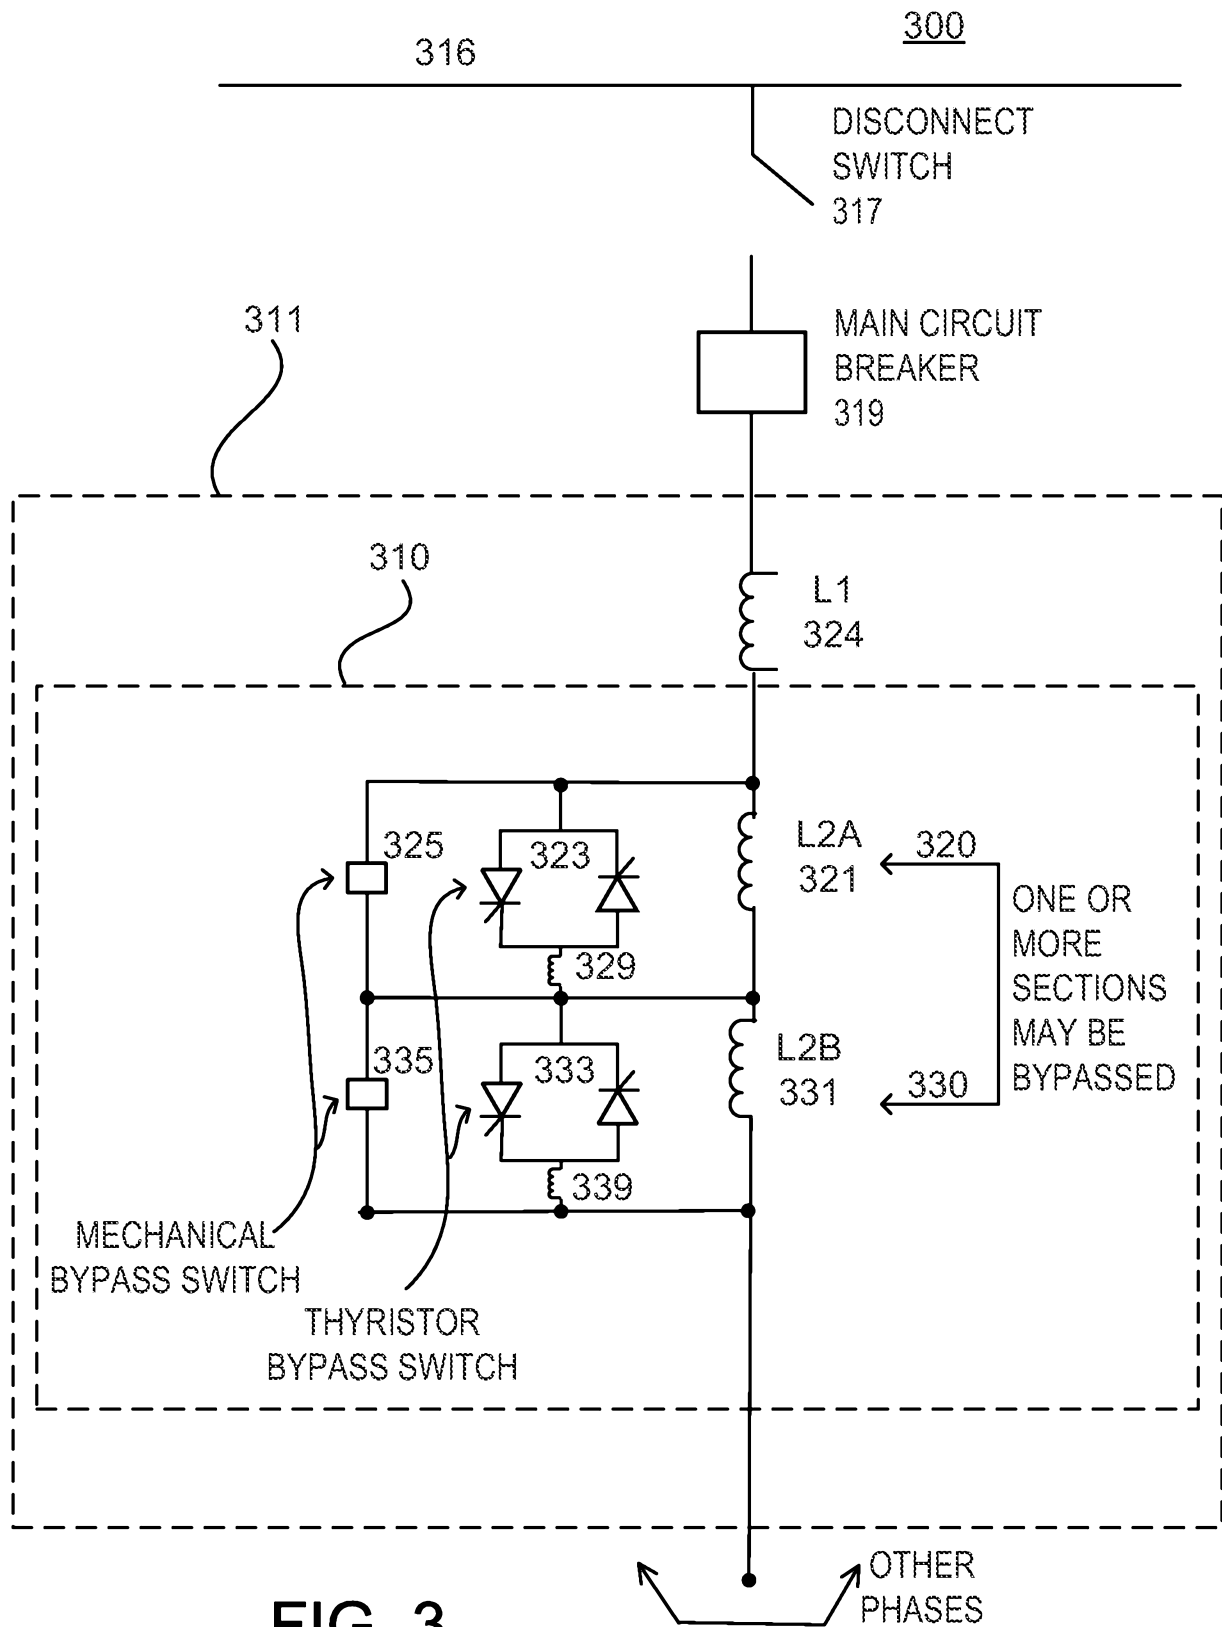 300
316
DISCONNECT
SWITCH
317
311
MAIN CIRCUIT
BREAKER
319
310
L1
324
325
323
L2A
321
320
ONE OR
MORE
SECTIONS
MAY BE
BYPASSED
329
335
333
L2B
331
330
339
MECHANICAL
BYPASS SWITCH
THYRISTOR
BYPASS SWITCH
OTHER
PHASES
FIG. 3